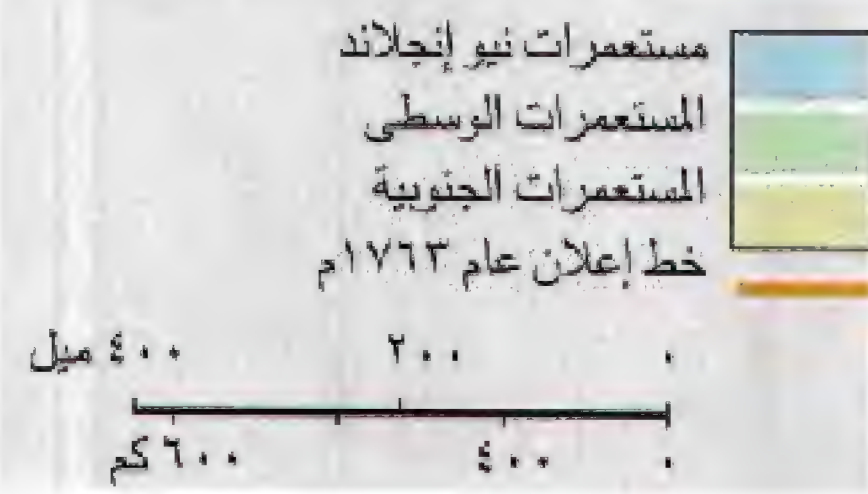 مستعمرات نيو إنجلاند
المستعمرات الوسطى
المستعمرات الجنوبية
خط إعلان عام ١٧٦٣م
٠ ٢٠٠ ٤٠٠ ميل
٠ ٤٠٠ ٦٠٠ كم